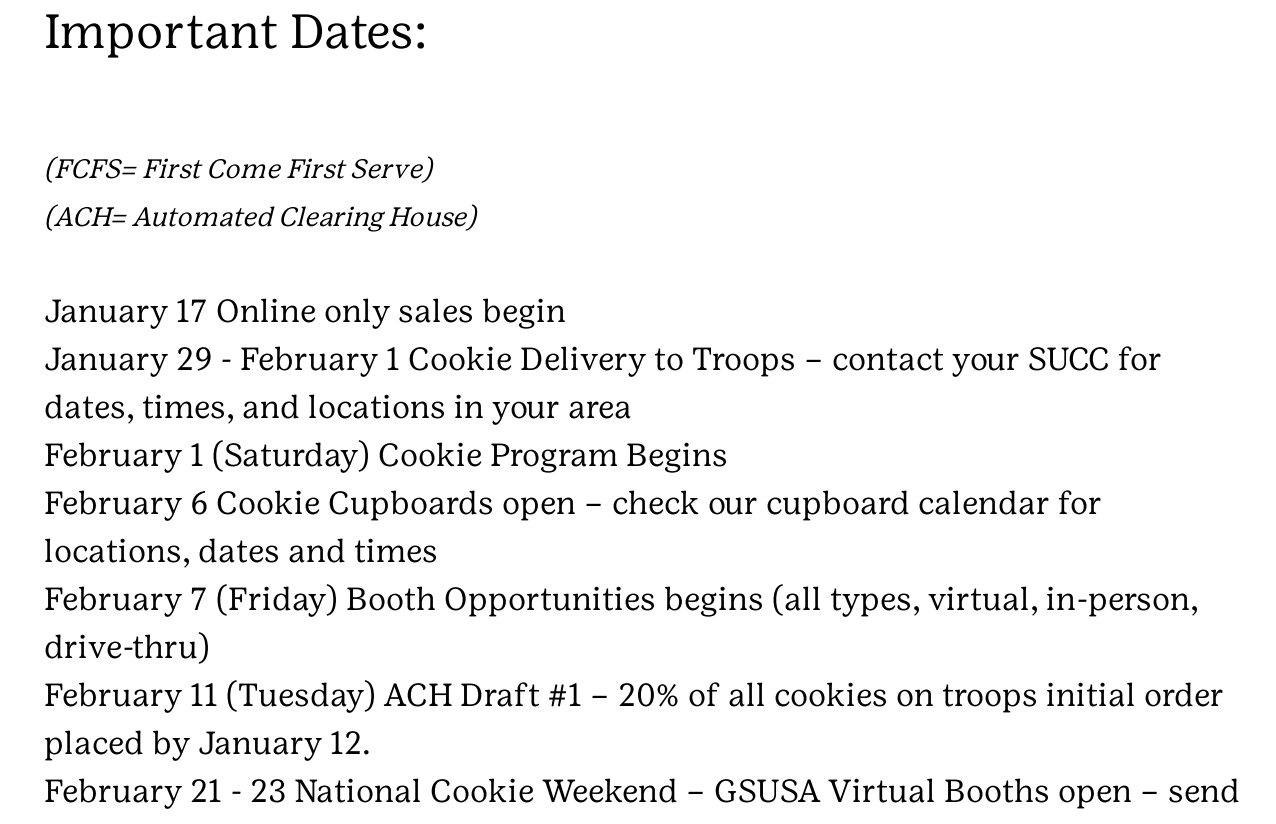 Important Dates:
(FCFS= First Come First Serve)
(ACH= Automated Clearing House)
January 17 Online only sales begin
January 29 - February 1 Cookie Delivery to Troops – contact your SUCC for
dates, times, and locations in your area
February 1 (Saturday) Cookie Program Begins
February 6 Cookie Cupboards open – check our cupboard calendar for
locations, dates and times
February 7 (Friday) Booth Opportunities begins (all types, virtual, in-person,
drive-thru)
February 11 (Tuesday) ACH Draft #1 – 20% of all cookies on troops initial order
placed by January 12.
February 21 - 23 National Cookie Weekend – GSUSA Virtual Booths open – send